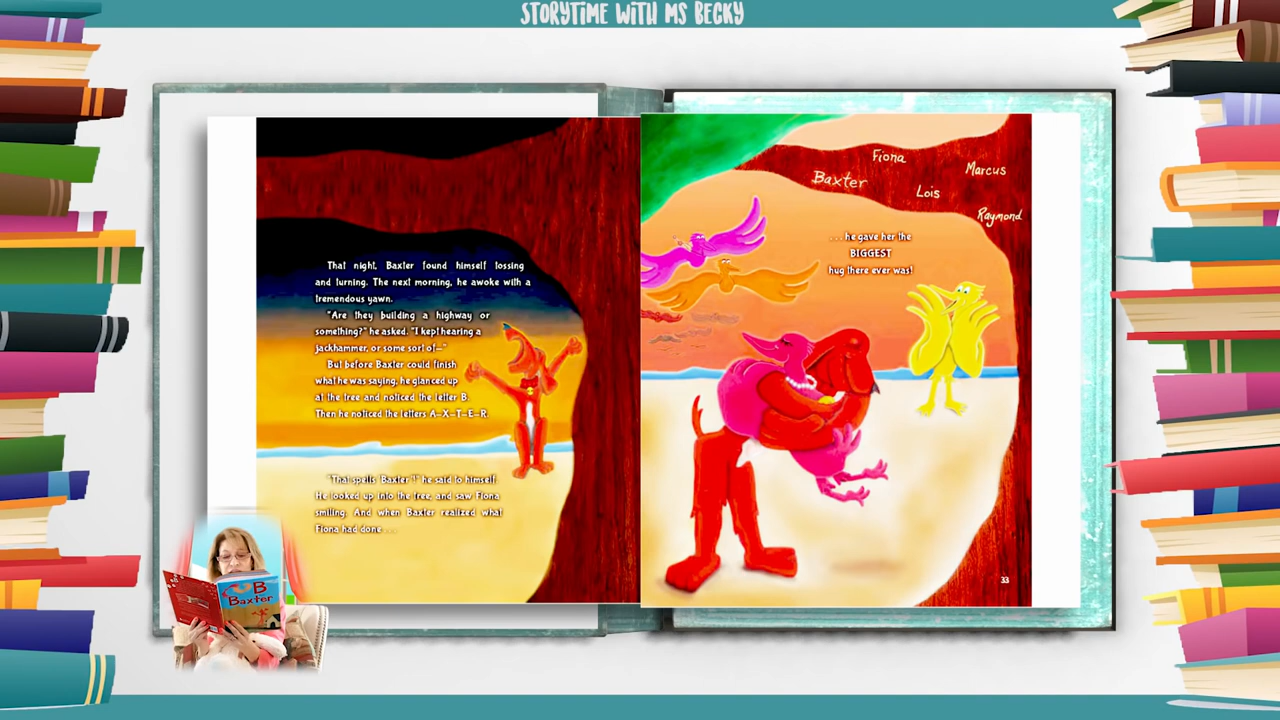 STORYTIME WITH MS BECKY
That night, Baxter found himself tossing
and turning. The next morning, he awoke with a
tremendous yawn.
"Are they building a highway or
something?" he asked. "I kept hearing a
jackhammer, or some sort of—"
But before Baxter could finish
what he was saying, he glanced up
at the tree and noticed the letter B.
Then he noticed the letters A–X–T–E–R.
"That spells 'Baxter'!" he said to himself.
He looked up into the tree, and saw Fiona
smiling. And when Baxter realized what
Fiona had done . . .
Fiona
Marcus
Baxter
Lois
Raymond
. . . he gave her the
BIGGEST
hug there ever was!
33
B
Baxter